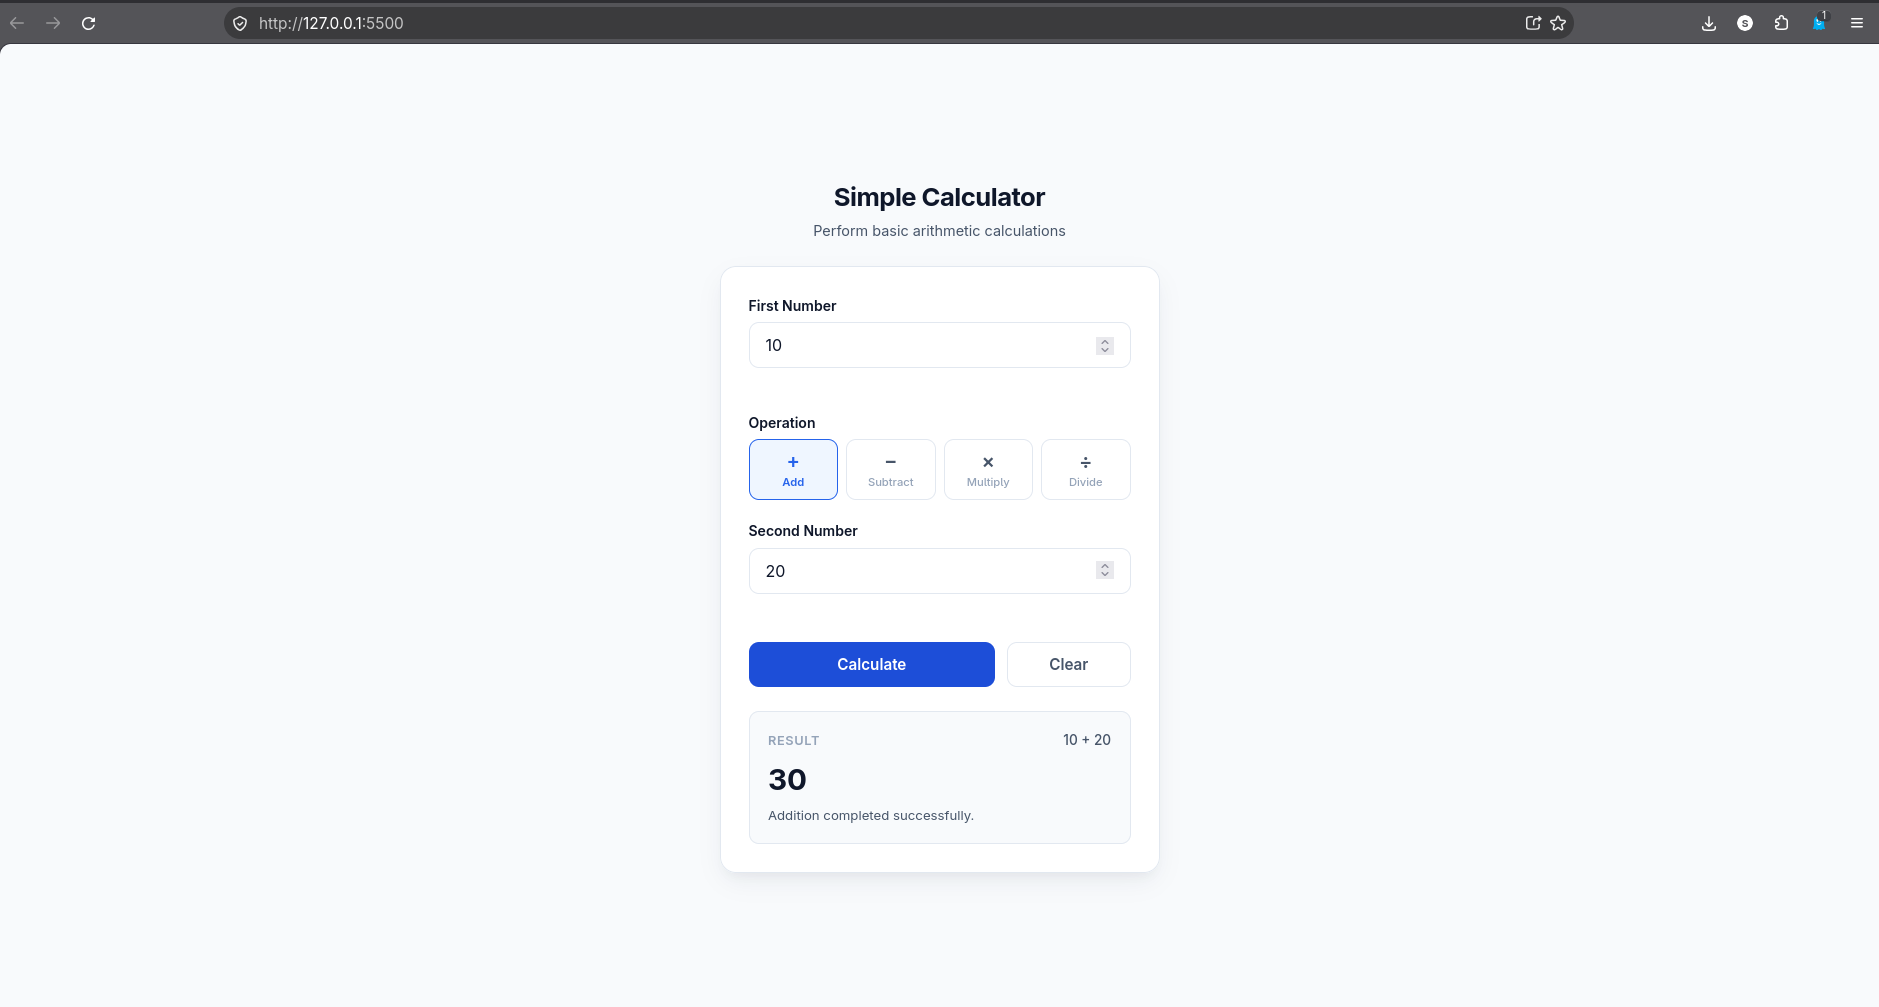 http://127.0.0.1:5500
S
1
Simple Calculator
Perform basic arithmetic calculations
First Number
10
Operation
+ − × ÷
Add Subtract Multiply Divide
Second Number
20
Calculate Clear
RESULT 10 + 20
30
Addition completed successfully.